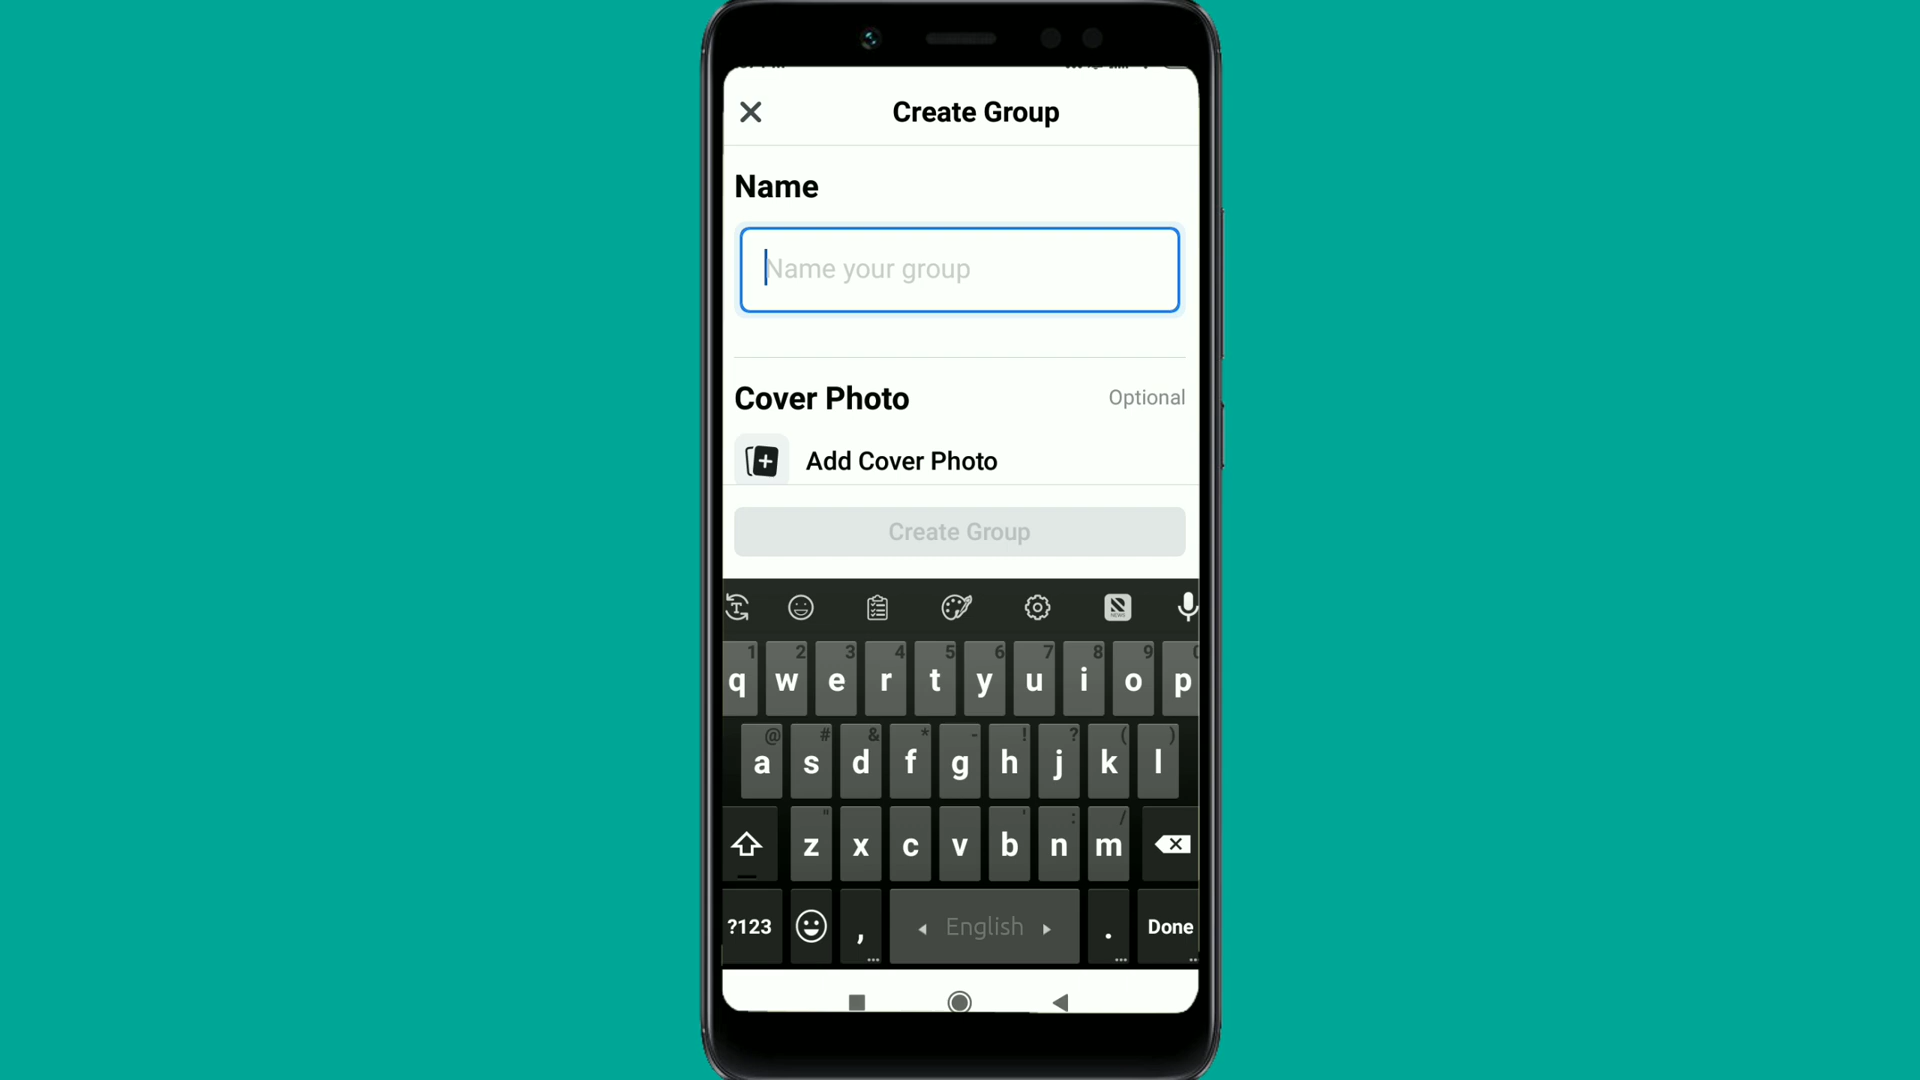 Create Group
Name
Name your group
Cover Photo
Optional
Add Cover Photo
Create Group
NEWS
1 2 3 4 5 6 7 8 9
q w e r t y u i o p
@ # & * - ! ? ( )
a s d f g h j k l
" ' : /
z x c v b n m
?123 , English . Done